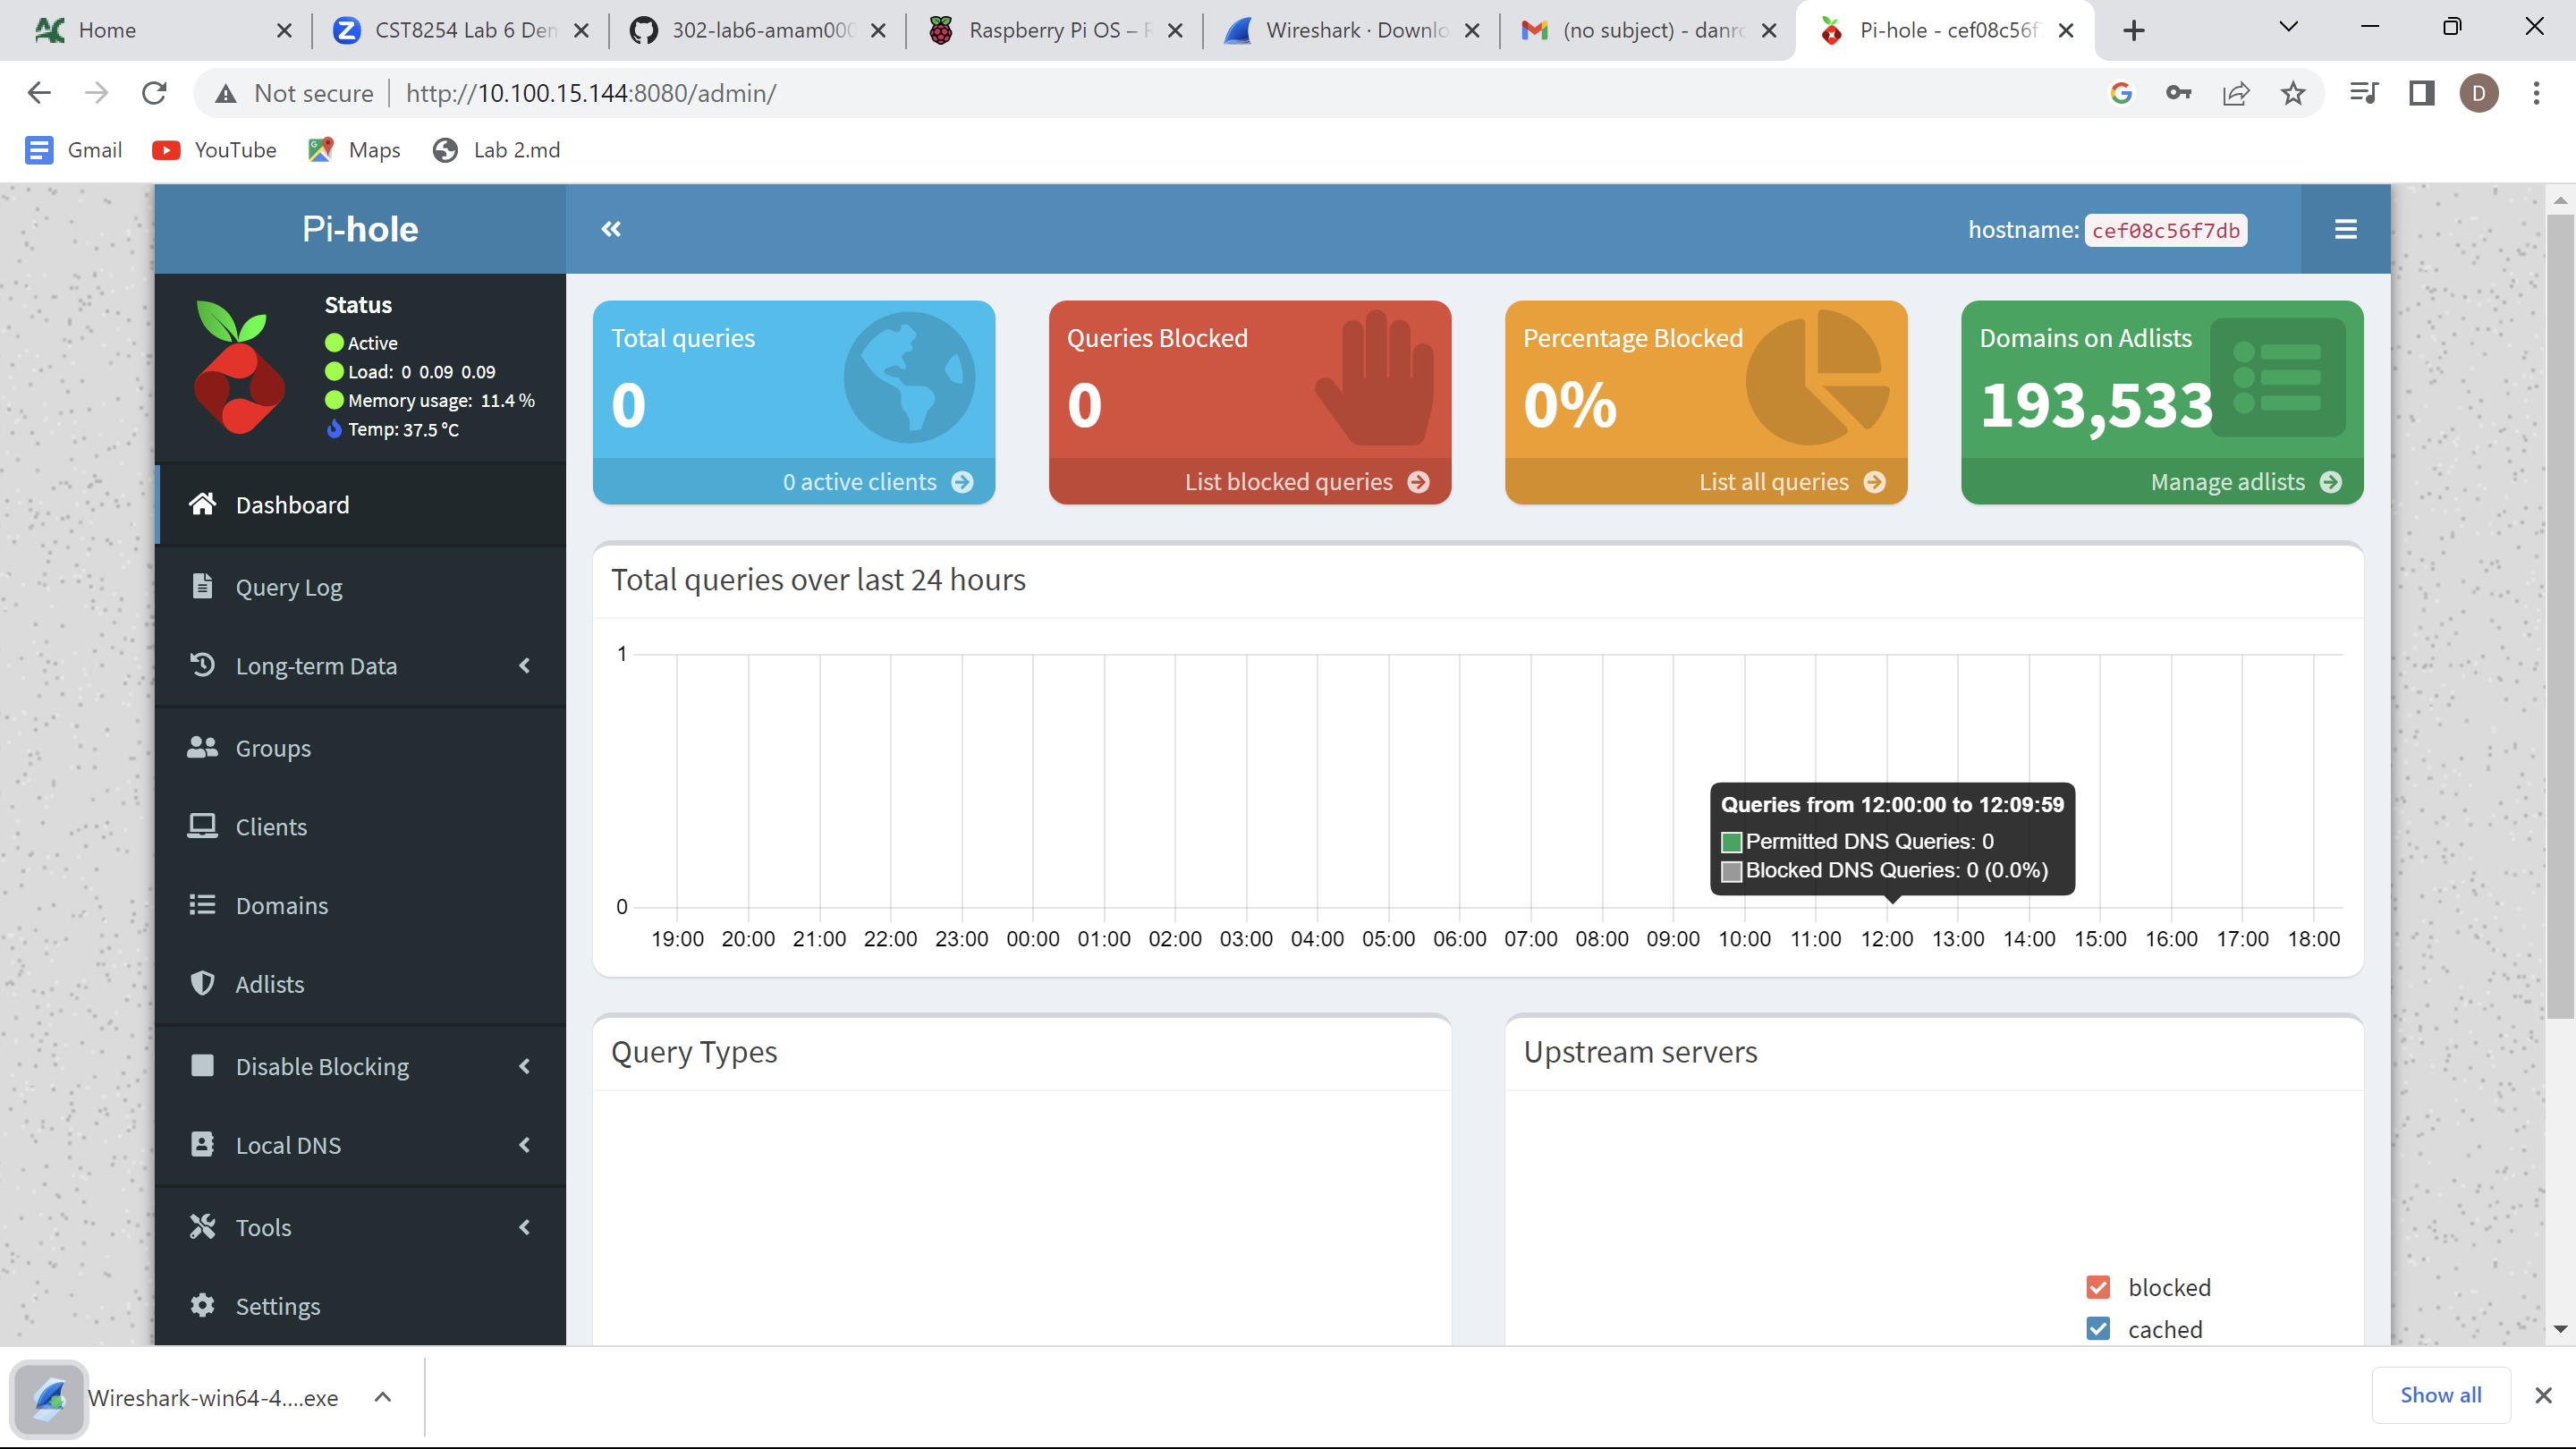 Home
CST8254 Lab 6 Den
302-lab6-amam000
Raspberry Pi OS – R
Wireshark · Downlo
(no subject) - danro
Pi-hole - cef08c56f7
Not secure
http://10.100.15.144:8080/admin/
D
Gmail
YouTube
Maps
Lab 2.md
Pi-hole
hostname: cef08c56f7db
Status
Active
Load: 0 0.09 0.09
Memory usage: 11.4 %
Temp: 37.5 °C
Dashboard
Query Log
Long-term Data
Groups
Clients
Domains
Adlists
Disable Blocking
Local DNS
Tools
Settings
Total queries
0
0 active clients
Queries Blocked
0
List blocked queries
Percentage Blocked
0%
List all queries
Domains on Adlists
193,533
Manage adlists
Total queries over last 24 hours
1
0
Queries from 12:00:00 to 12:09:59
Permitted DNS Queries: 0
Blocked DNS Queries: 0 (0.0%)
19:00 20:00 21:00 22:00 23:00 00:00 01:00 02:00 03:00 04:00 05:00 06:00 07:00 08:00 09:00 10:00 11:00 12:00 13:00 14:00 15:00 16:00 17:00 18:00
Query Types
Upstream servers
blocked
cached
Wireshark-win64-4....exe
Show all